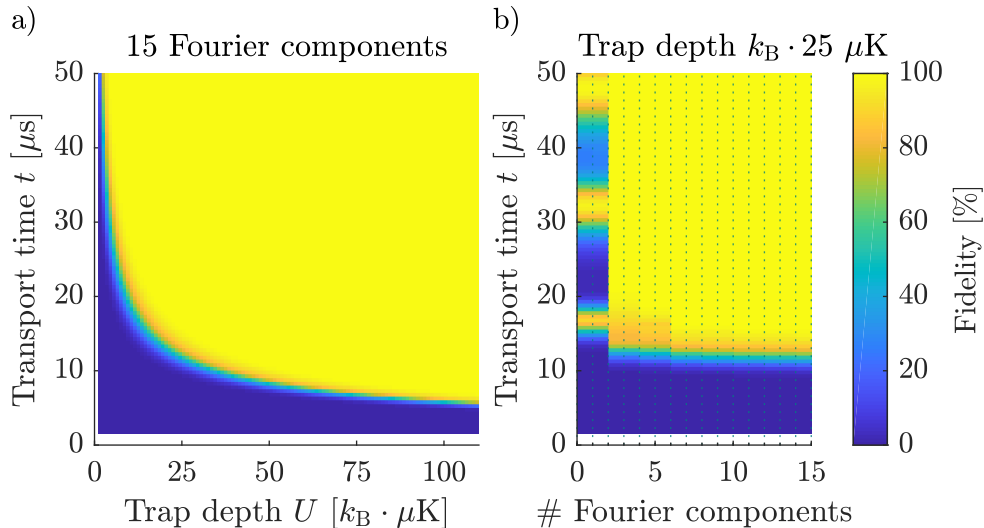 a)
15 Fourier components
Transport time t [μs]
50
40
30
20
10
0
0 25 50 75 100
Trap depth U [k_B · μK]
b)
Trap depth k_B · 25 μK
Transport time t [μs]
50
40
30
20
10
0
0 5 10 15
# Fourier components
100
80
60
40
20
0
Fidelity [%]